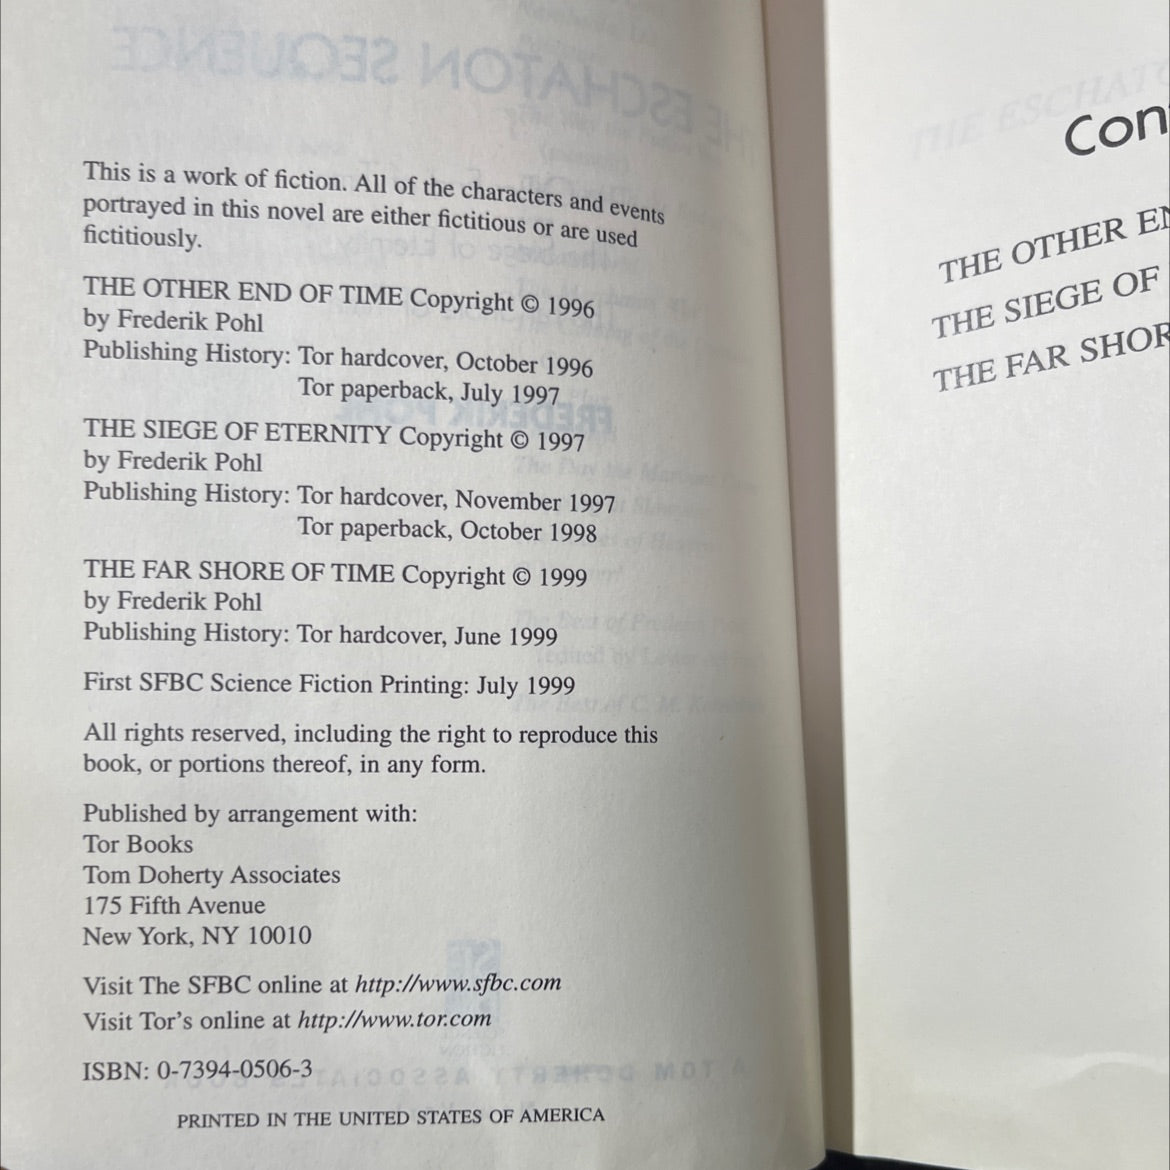 This is a work of fiction. All of the characters and events
portrayed in this novel are either fictitious or are used
fictitiously.
THE OTHER END OF TIME Copyright © 1996
by Frederik Pohl
Publishing History: Tor hardcover, October 1996
Tor paperback, July 1997
THE SIEGE OF ETERNITY Copyright © 1997
by Frederik Pohl
Publishing History: Tor hardcover, November 1997
Tor paperback, October 1998
THE FAR SHORE OF TIME Copyright © 1999
by Frederik Pohl
Publishing History: Tor hardcover, June 1999
First SFBC Science Fiction Printing: July 1999
All rights reserved, including the right to reproduce this
book, or portions thereof, in any form.
Published by arrangement with:
Tor Books
Tom Doherty Associates
175 Fifth Avenue
New York, NY 10010
Visit The SFBC online at http://www.sfbc.com
Visit Tor's online at http://www.tor.com
ISBN: 0-7394-0506-3
PRINTED IN THE UNITED STATES OF AMERICA
Con
THE OTHER EN
THE SIEGE OF
THE FAR SHOR